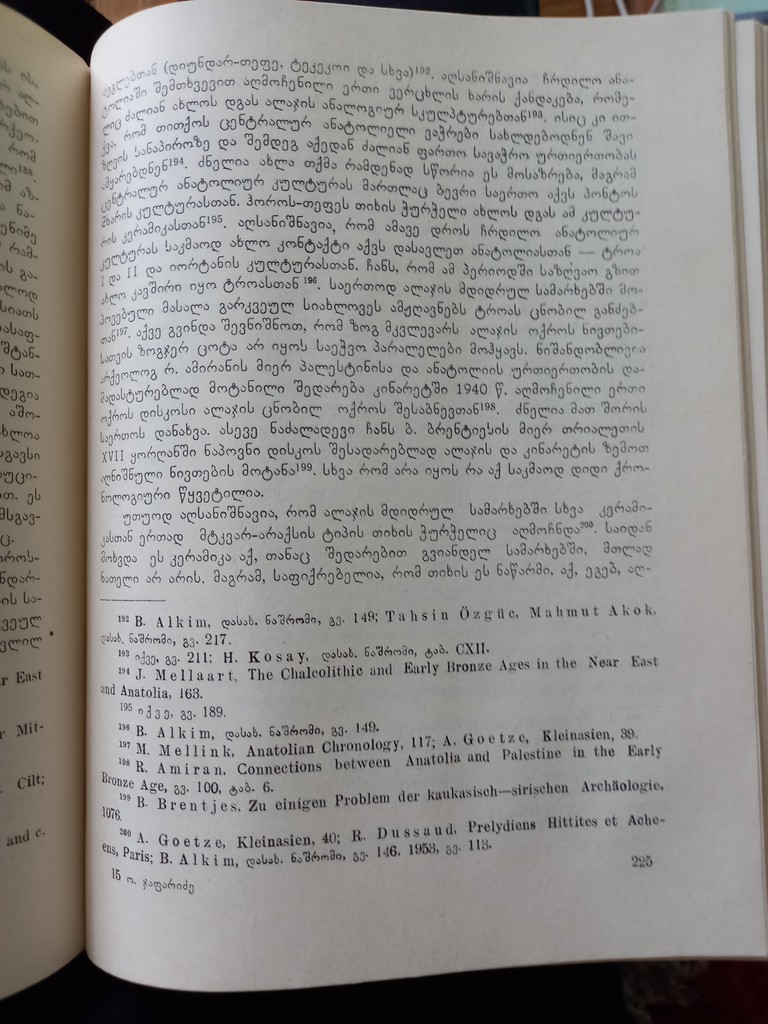 ეგლებთან (დიუნდარ-თეფე, ტეკეკოი და სხვა)¹⁹². აღსანიშნავია ჩრდილო ანა-
ტოლიაში შემთხვევით აღმოჩენილი ერთი ვერცხლის ხარის ქანდაკება, რომე-
ლიც ძალიან ახლოს დგას ალაჯის ანალოგიურ სკულპტურებთან¹⁹³. ისიც კი ით-
ქვა, რომ თითქოს ცენტრალურ ანატოლიელი ვაჭრები სახლდებოდნენ შავი
ზღვის სანაპიროზე და შემდეგ აქედან ძალიან ფართო სავაჭრო ურთიერთობას
ამყარებდნენ¹⁹⁴. ძნელია ახლა თქმა რამდენად სწორია ეს მოსაზრება, მაგრამ
ცენტრალურ ანატოლიურ კულტურას მართლაც ბევრი საერთო აქვს პონტოს
მხარის კულტურასთან. ჰოროს-თეფეს თიხის ჭურჭელი ახლოს დგას ამ კულტუ-
რის კერამიკასთან¹⁹⁵. აღსანიშნავია, რომ ამავე დროს ჩრდილო ანატოლიურ
კულტურას საკმაოდ ახლო კონტაქტი აქვს დასავლეთ ანატოლიასთან — ტროა
I და II და იორტანის კულტურასთან. ჩანს, რომ ამ პერიოდში საზღვაო გზით
ახლო კავშირი იყო ტროასთან ¹⁹⁶. საერთოდ ალაჯის მდიდრულ სამარხებში მო-
პოვებული მასალა გარკვეულ სიახლოვეს ამჟღავნებს ტროას ცნობილ განძებ-
თან¹⁹⁷. აქვე გვინდა შევნიშნოთ, რომ ზოგ მკვლევარს ალაჯის ოქროს ნივთები-
სათვის ზოგჯერ ცოტა არ იყოს საეჭვო პარალელები მოჰყავს. ნიშანდობლივია
არქეოლოგ რ. ამირანის მიერ პალესტინისა და ანატოლიის ურთიერთობის და-
მადასტურებლად მოტანილი შედარება კინარეტში 1940 წ. აღმოჩენილი ერთი
ოქროს დისკოსი ალაჯის ცნობილ ოქროს შესაბნევთან¹⁹⁸. ძნელია მათ შორის
საერთოს დანახვა. ასევე ნაძალადევი ჩანს ბ. ბრენტიესის მიერ თრიალეთის
XVII ყორღანში ნაპოვნი დისკოს შესადარებლად ალაჯის და კინარეტის ზემოთ
აღნიშნული ნივთების მოტანა¹⁹⁹. სხვა რომ არა იყოს რა აქ საკმაოდ დიდი ქრო-
ნოლოგიური წყვეტილია.
უთუოდ აღსანიშნავია, რომ ალაჯის მდიდრულ სამარხებში სხვა კერამი-
კასთან ერთად მტკვარ-არაქსის ტიპის თიხის ჭურჭელიც აღმოჩნდა²⁰⁰. საიდან
მოხვდა ეს კერამიკა აქ, თანაც შედარებით გვიანდელ სამარხებში, მთლად
ნათელი არ არის. მაგრამ, საფიქრებელია, რომ თიხის ეს ნაწარმი, აქ, ეგებ, აღ-
¹⁹² B. Alkim, დასახ. ნაშრომი, გვ. 149; Tahsin Özgüc, Mahmut Akok,
დასახ. ნაშრომი, გვ. 217.
¹⁹³ იქვე, გვ. 211; H. Kosay, დასახ. ნაშრომი, ტაბ. CXII.
¹⁹⁴ J. Mellaart, The Chalcolithic and Early Bronze Ages in the Near East
and Anatolia, 163.
¹⁹⁵ იქვე, გვ. 189.
¹⁹⁶ B. Alkim, დასახ. ნაშრომი, გვ. 149.
¹⁹⁷ M. Mellink, Anatolian Chronology, 117; A. Goetze, Kleinasien, 39.
¹⁹⁸ R. Amiran, Connections between Anatolia and Palestine in the Early
Bronze Age, გვ. 100, ტაბ. 6.
¹⁹⁹ B. Brentjes, Zu einigen Problem der kaukasisch—sirischen Archäologie,
1076.
²⁰⁰ A. Goetze, Kleinasien, 40; R. Dussaud, Prelydiens Hittites et Ache-
ens, Paris; B. Alkim, დასახ. ნაშრომი, გვ. 146. 1953, გვ. 113.
15 ო. ჯაფარიძე
225